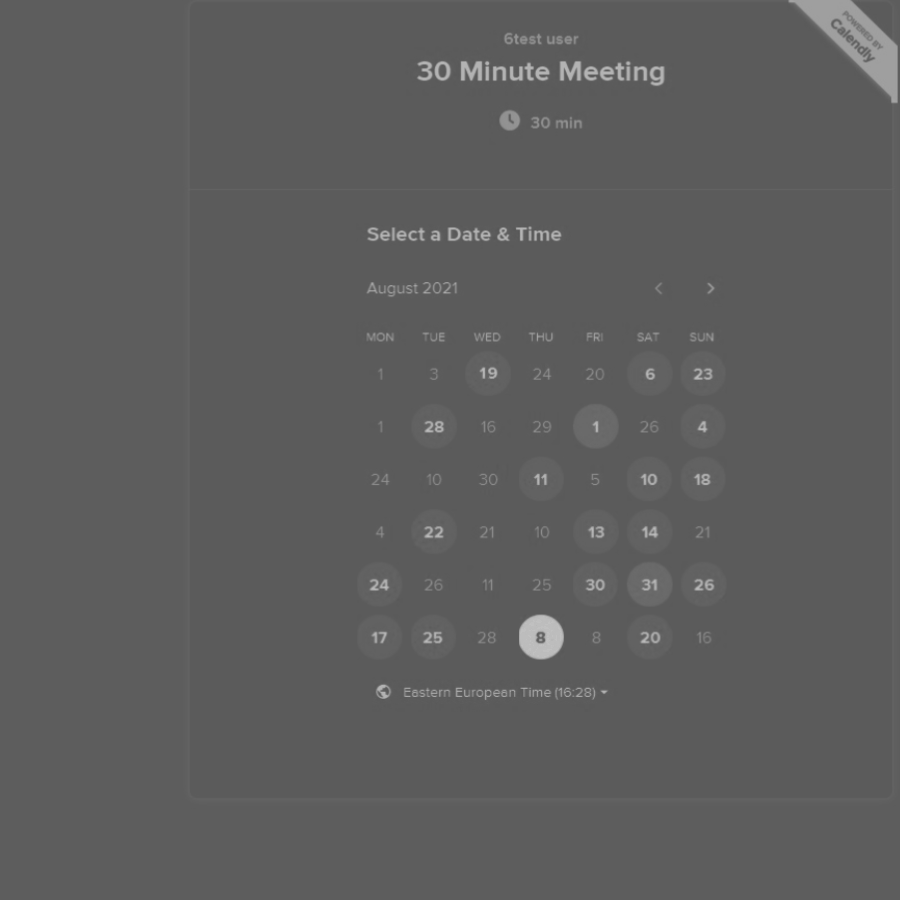 POWERED BY
Calendly
6test user
30 Minute Meeting
30 min
Select a Date & Time
August 2021
MON TUE WED THU FRI SAT SUN
1 3 19 24 20 6 23
1 28 16 29 1 26 4
24 10 30 11 5 10 18
4 22 21 10 13 14 21
24 26 11 25 30 31 26
17 25 28 8 8 20 16
Eastern European Time (16:28)